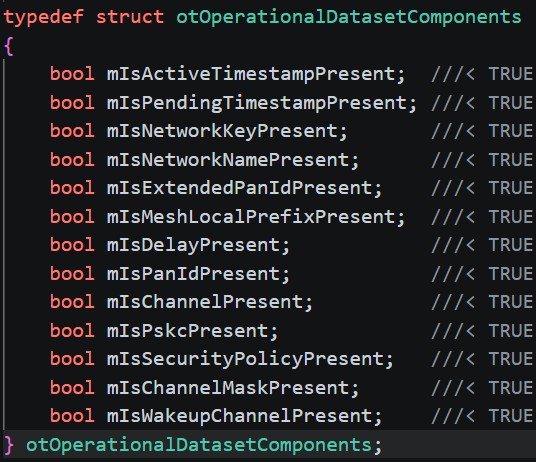 typedef struct otOperationalDatasetComponents
{
    bool mIsActiveTimestampPresent;  ///< TRUE
    bool mIsPendingTimestampPresent; ///< TRUE
    bool mIsNetworkKeyPresent;       ///< TRUE
    bool mIsNetworkNamePresent;      ///< TRUE
    bool mIsExtendedPanIdPresent;    ///< TRUE
    bool mIsMeshLocalPrefixPresent;  ///< TRUE
    bool mIsDelayPresent;            ///< TRUE
    bool mIsPanIdPresent;            ///< TRUE
    bool mIsChannelPresent;          ///< TRUE
    bool mIsPskcPresent;             ///< TRUE
    bool mIsSecurityPolicyPresent;   ///< TRUE
    bool mIsChannelMaskPresent;      ///< TRUE
    bool mIsWakeupChannelPresent;    ///< TRUE
} otOperationalDatasetComponents;